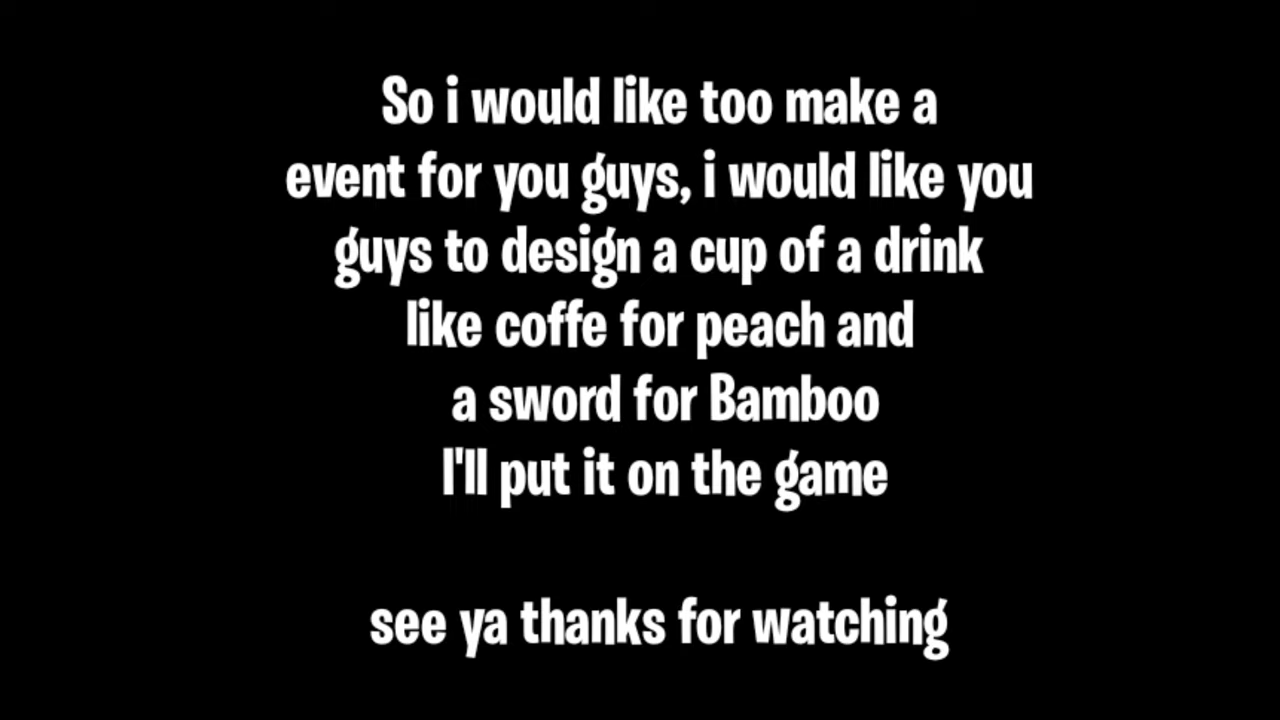 So i would like too make a
event for you guys, i would like you
guys to design a cup of a drink
like coffe for peach and
a sword for Bamboo
I'll put it on the game
see ya thanks for watching